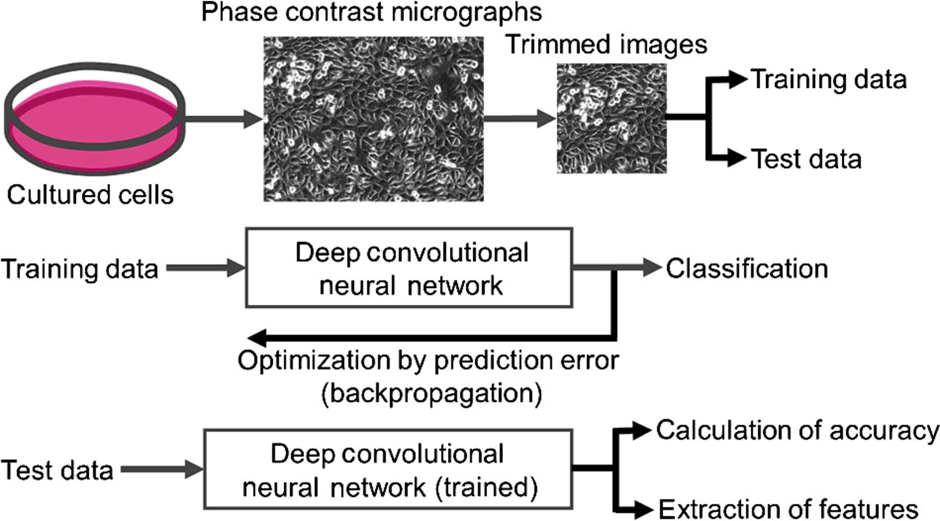 Phase contrast micrographs
Trimmed images
Training data
Test data
Cultured cells
Training data
Deep convolutional
neural network
Classification
Optimization by prediction error
(backpropagation)
Test data
Deep convolutional
neural network (trained)
Calculation of accuracy
Extraction of features